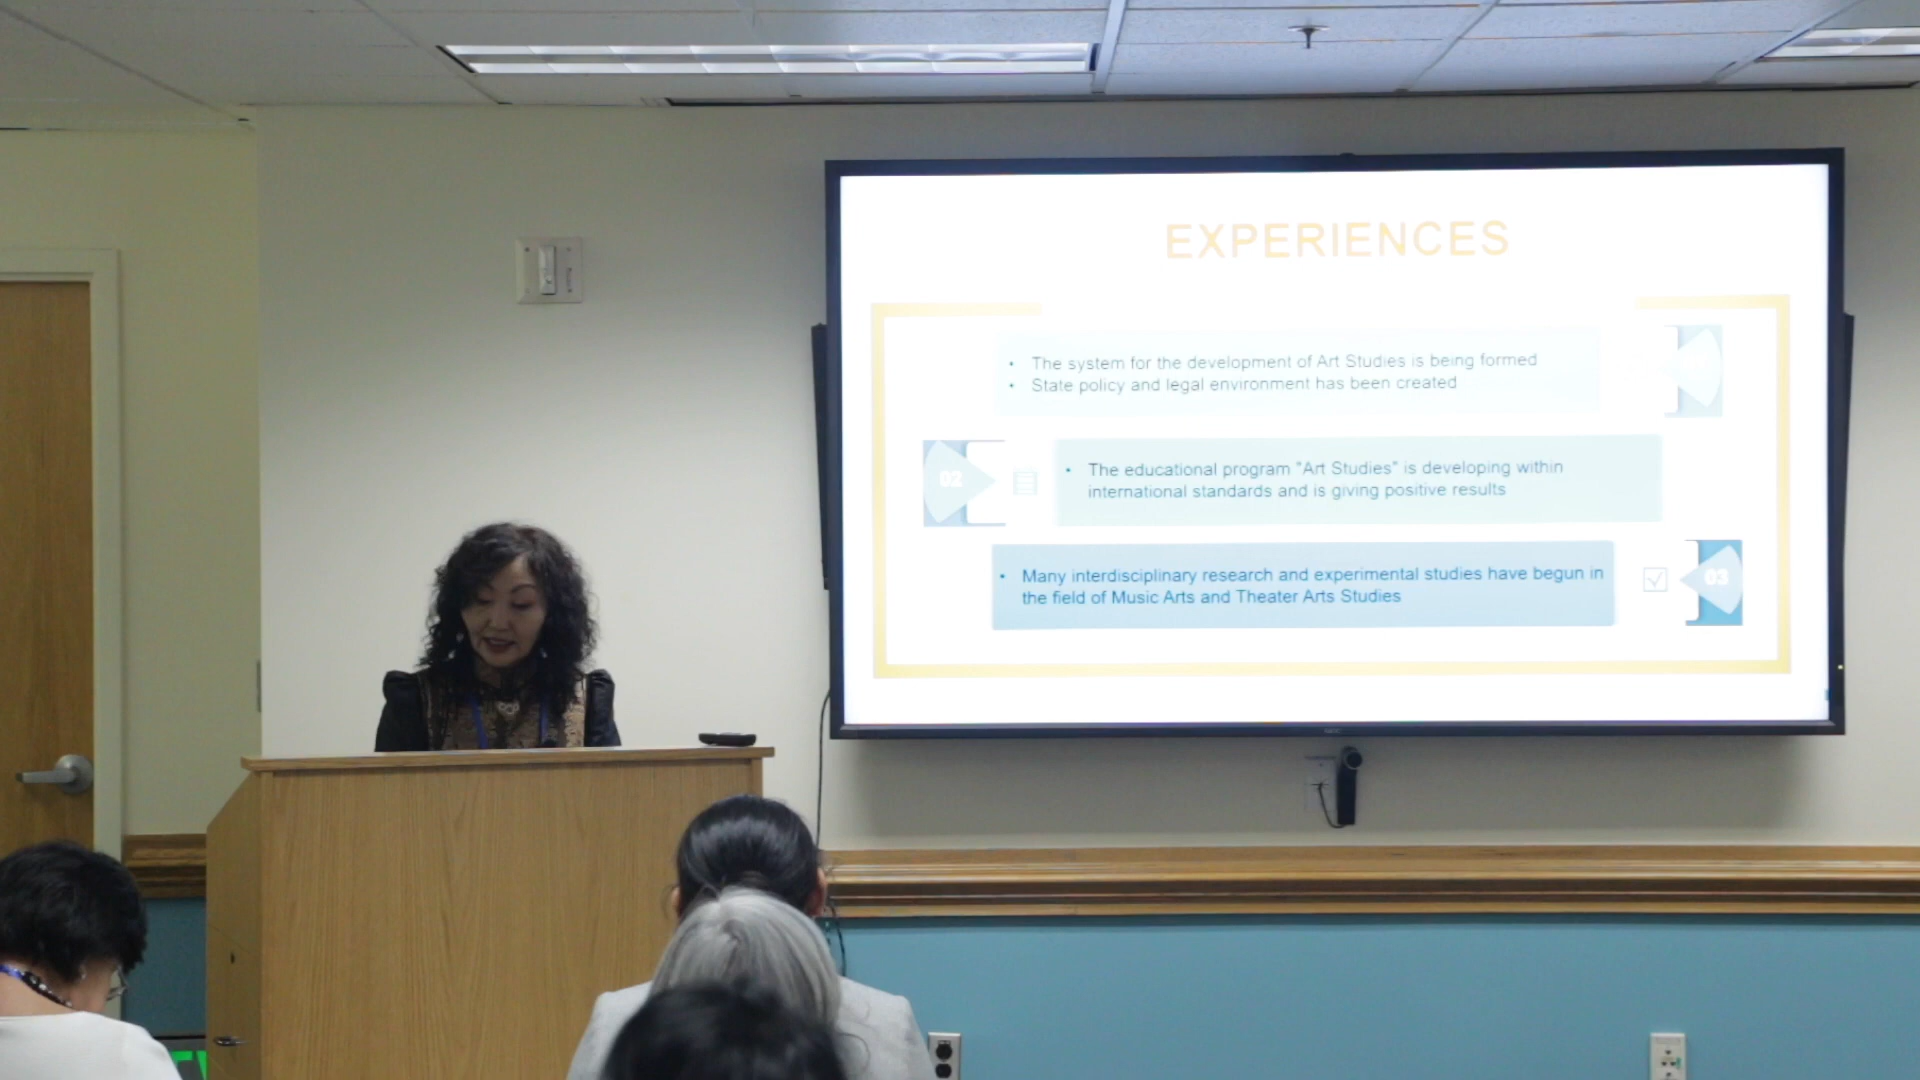 EXPERIENCES
• The system for the development of Art Studies is being formed
• State policy and legal environment has been created
02
• The educational program "Art Studies" is developing within
international standards and is giving positive results
• Many interdisciplinary research and experimental studies have begun in
the field of Music Arts and Theater Arts Studies
03